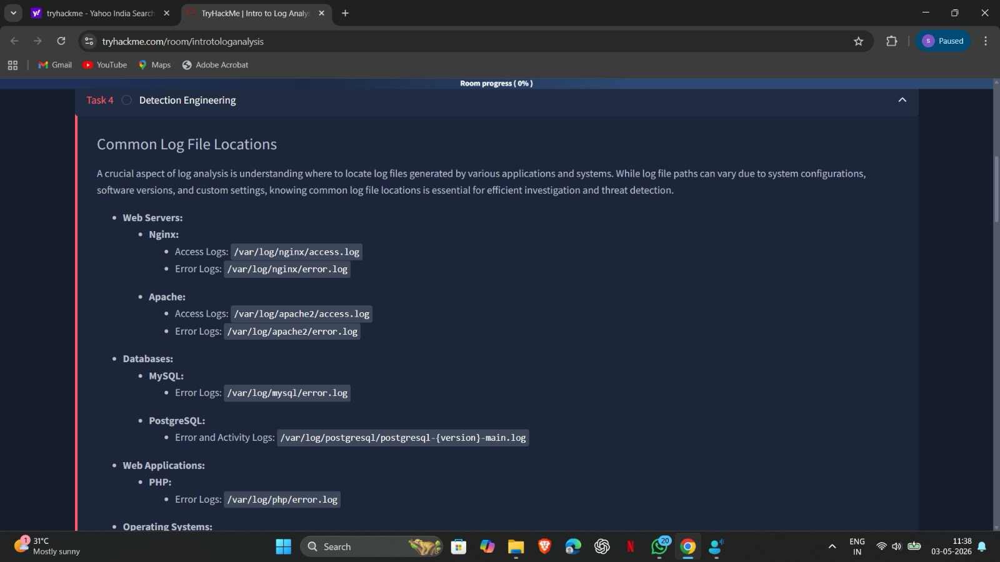 tryhackme - Yahoo India Search
TryHackMe | Intro to Log Analys
tryhackme.com/room/introtologanalysis
S Paused
Gmail YouTube Maps Adobe Acrobat
Room progress ( 0% )
Task 4 Detection Engineering
Common Log File Locations
A crucial aspect of log analysis is understanding where to locate log files generated by various applications and systems. While log file paths can vary due to system configurations,
software versions, and custom settings, knowing common log file locations is essential for efficient investigation and threat detection.
• Web Servers:
• Nginx:
• Access Logs: /var/log/nginx/access.log
• Error Logs: /var/log/nginx/error.log
• Apache:
• Access Logs: /var/log/apache2/access.log
• Error Logs: /var/log/apache2/error.log
• Databases:
• MySQL:
• Error Logs: /var/log/mysql/error.log
• PostgreSQL:
• Error and Activity Logs: /var/log/postgresql/postgresql-{version}-main.log
• Web Applications:
• PHP:
• Error Logs: /var/log/php/error.log
• Operating Systems:
1
31°C
Mostly sunny
Search
20
ENG
IN
11:38
03-05-2026